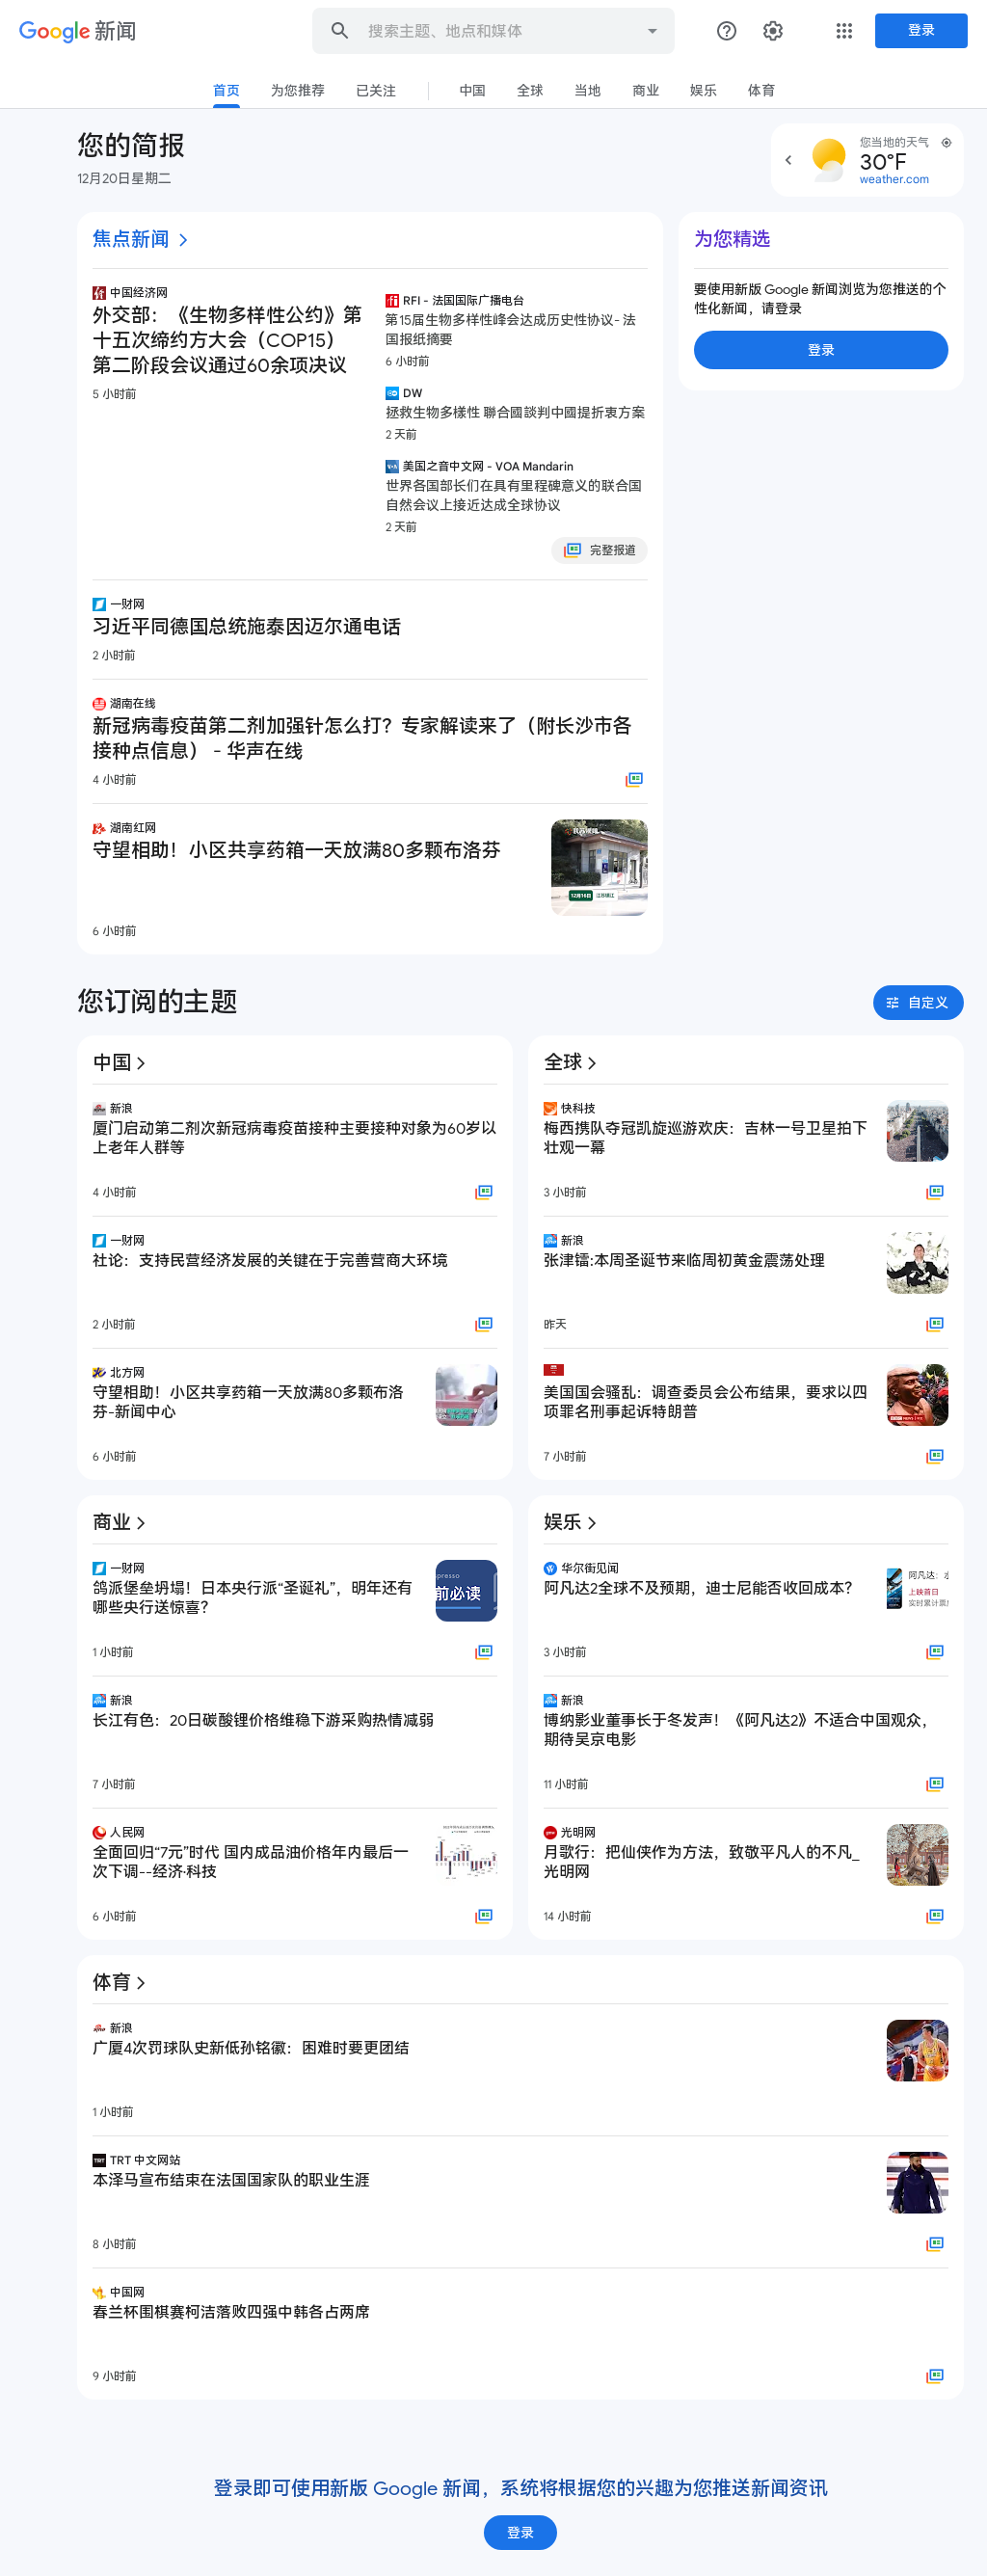 Google 新闻
搜索主题、地点和媒体
登录
首页
为您推荐
已关注
中国
全球
当地
商业
娱乐
体育
您的简报
12月20日星期二
您当地的天气
30°F
weather.com
焦点新闻
中国经济网
外交部：《生物多样性公约》第
十五次缔约方大会（COP15）
第二阶段会议通过60余项决议
5 小时前
RFI - 法国国际广播电台
第15届生物多样性峰会达成历史性协议- 法
国报纸摘要
6 小时前
DW
拯救生物多樣性 聯合國談判中國提折衷方案
2 天前
美国之音中文网 - VOA Mandarin
世界各国部长们在具有里程碑意义的联合国
自然会议上接近达成全球协议
2 天前
完整报道
一财网
习近平同德国总统施泰因迈尔通电话
2 小时前
湖南在线
新冠病毒疫苗第二剂加强针怎么打？专家解读来了（附长沙市各
接种点信息） - 华声在线
4 小时前
湖南红网
守望相助！小区共享药箱一天放满80多颗布洛芬
12月16日
6 小时前
为您精选
要使用新版 Google 新闻浏览为您推送的个
性化新闻，请登录
登录
您订阅的主题
自定义
中国
新浪
厦门启动第二剂次新冠病毒疫苗接种主要接种对象为60岁以
上老年人群等
4 小时前
一财网
社论：支持民营经济发展的关键在于完善营商大环境
2 小时前
北方网
守望相助！小区共享药箱一天放满80多颗布洛
芬-新闻中心
6 小时前
全球
快科技
梅西携队夺冠凯旋巡游欢庆：吉林一号卫星拍下
壮观一幕
3 小时前
新浪
张津镭:本周圣诞节来临周初黄金震荡处理
昨天
美国国会骚乱：调查委员会公布结果，要求以四
项罪名刑事起诉特朗普
7 小时前
商业
一财网
鸽派堡垒坍塌！日本央行派“圣诞礼”，明年还有
哪些央行送惊喜？
spresso
前必读
1 小时前
新浪
长江有色：20日碳酸锂价格维稳下游采购热情减弱
7 小时前
人民网
全面回归“7元”时代 国内成品油价格年内最后一
次下调--经济·科技
6 小时前
娱乐
华尔街见闻
阿凡达2全球不及预期，迪士尼能否收回成本？
阿凡达：水
上映首日
实时累计票房
3 小时前
新浪
博纳影业董事长于冬发声！《阿凡达2》不适合中国观众，
期待吴京电影
11 小时前
光明网
月歌行：把仙侠作为方法，致敬平凡人的不凡_
光明网
14 小时前
体育
新浪
广厦4次罚球队史新低孙铭徽：困难时要更团结
1 小时前
TRT 中文网站
本泽马宣布结束在法国国家队的职业生涯
8 小时前
中国网
春兰杯围棋赛柯洁落败四强中韩各占两席
9 小时前
登录即可使用新版 Google 新闻，系统将根据您的兴趣为您推送新闻资讯
登录